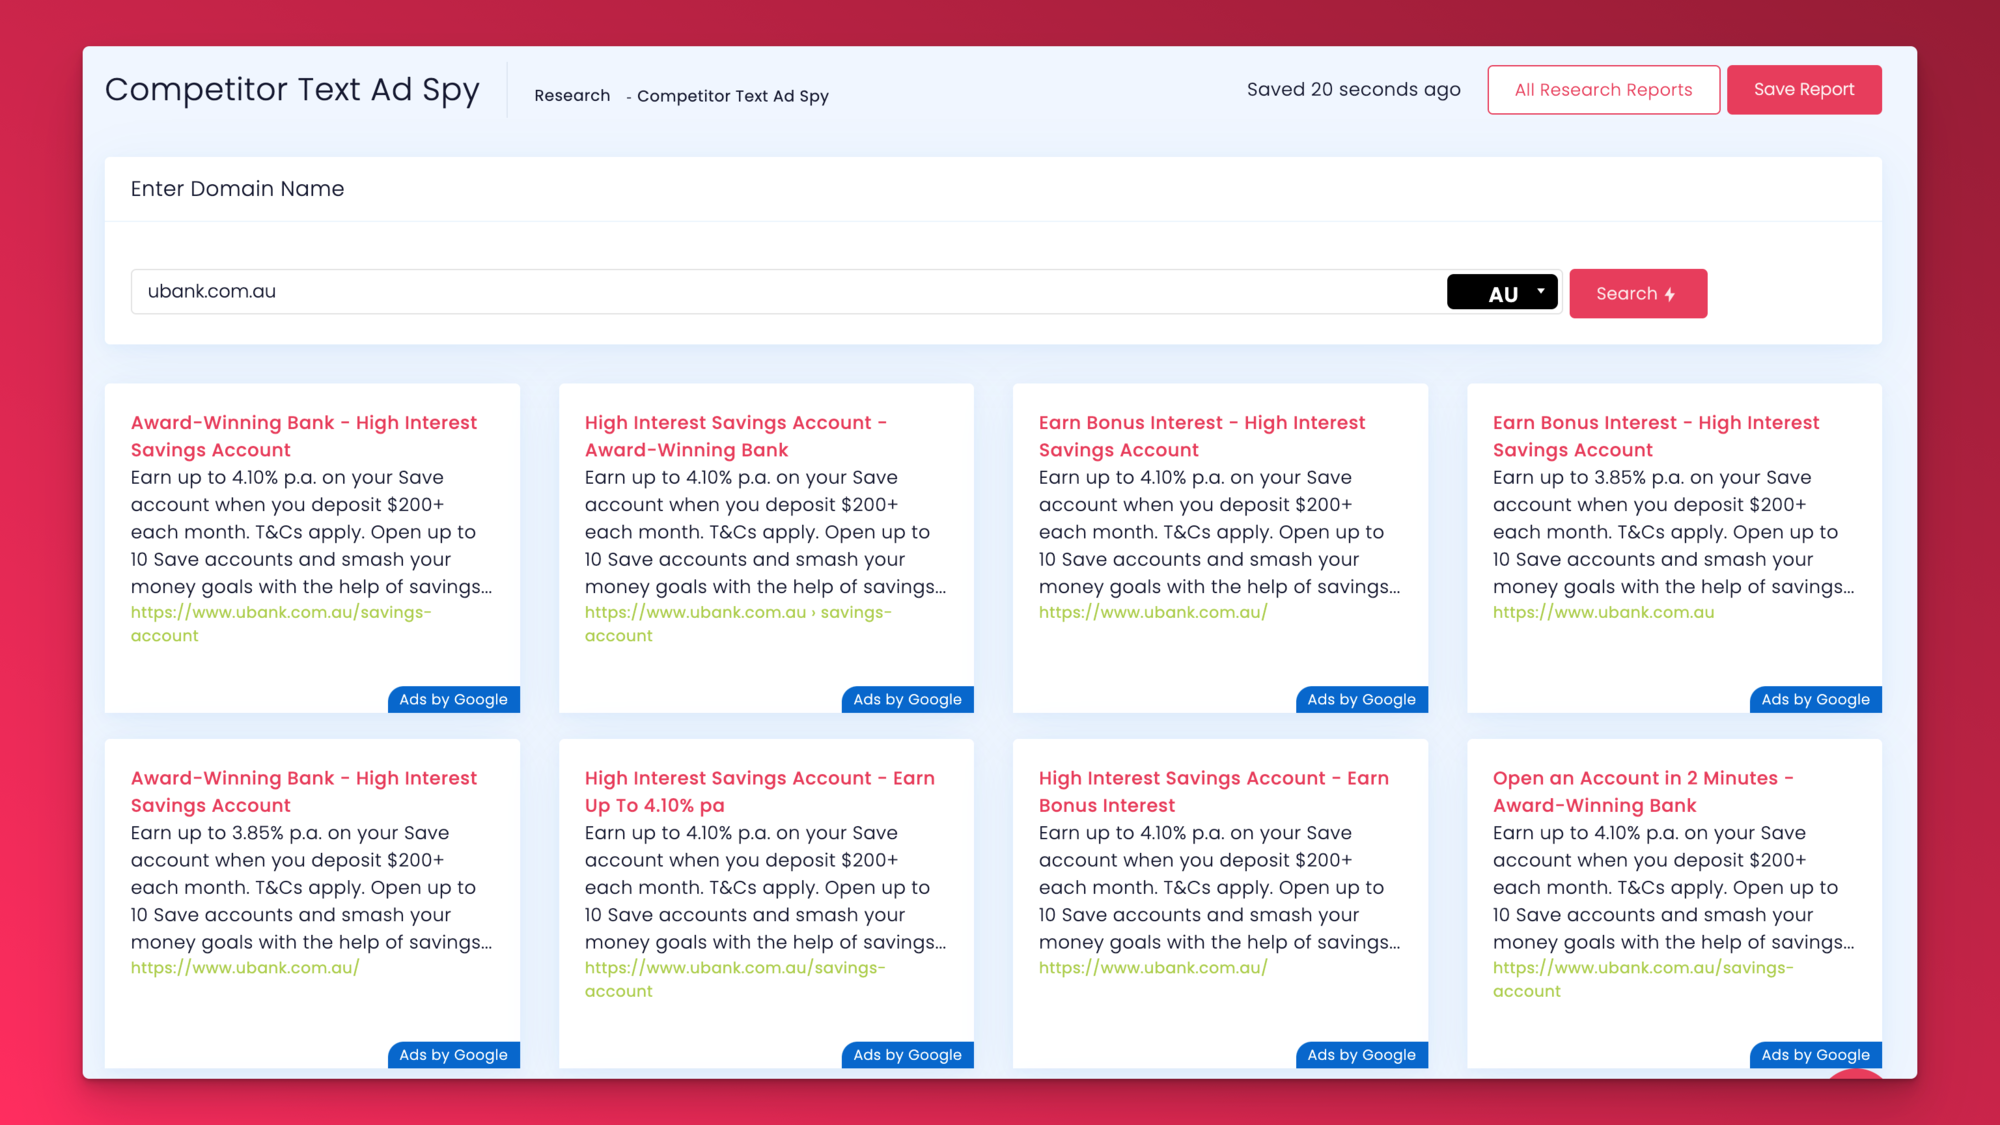 Competitor Text Ad Spy
Research - Competitor Text Ad Spy
Saved 20 seconds ago
All Research Reports
Save Report
Enter Domain Name
ubank.com.au
AU
Search
Award-Winning Bank - High Interest
Savings Account
Earn up to 4.10% p.a. on your Save
account when you deposit $200+
each month. T&Cs apply. Open up to
10 Save accounts and smash your
money goals with the help of savings...
https://www.ubank.com.au/savings-
account
Ads by Google
High Interest Savings Account -
Award-Winning Bank
Earn up to 4.10% p.a. on your Save
account when you deposit $200+
each month. T&Cs apply. Open up to
10 Save accounts and smash your
money goals with the help of savings...
https://www.ubank.com.au › savings-
account
Ads by Google
Earn Bonus Interest - High Interest
Savings Account
Earn up to 4.10% p.a. on your Save
account when you deposit $200+
each month. T&Cs apply. Open up to
10 Save accounts and smash your
money goals with the help of savings...
https://www.ubank.com.au/
Ads by Google
Earn Bonus Interest - High Interest
Savings Account
Earn up to 3.85% p.a. on your Save
account when you deposit $200+
each month. T&Cs apply. Open up to
10 Save accounts and smash your
money goals with the help of savings...
https://www.ubank.com.au
Ads by Google
Award-Winning Bank - High Interest
Savings Account
Earn up to 3.85% p.a. on your Save
account when you deposit $200+
each month. T&Cs apply. Open up to
10 Save accounts and smash your
money goals with the help of savings...
https://www.ubank.com.au/
Ads by Google
High Interest Savings Account - Earn
Up To 4.10% pa
Earn up to 4.10% p.a. on your Save
account when you deposit $200+
each month. T&Cs apply. Open up to
10 Save accounts and smash your
money goals with the help of savings...
https://www.ubank.com.au/savings-
account
Ads by Google
High Interest Savings Account - Earn
Bonus Interest
Earn up to 4.10% p.a. on your Save
account when you deposit $200+
each month. T&Cs apply. Open up to
10 Save accounts and smash your
money goals with the help of savings...
https://www.ubank.com.au/
Ads by Google
Open an Account in 2 Minutes -
Award-Winning Bank
Earn up to 4.10% p.a. on your Save
account when you deposit $200+
each month. T&Cs apply. Open up to
10 Save accounts and smash your
money goals with the help of savings...
https://www.ubank.com.au/savings-
account
Ads by Google